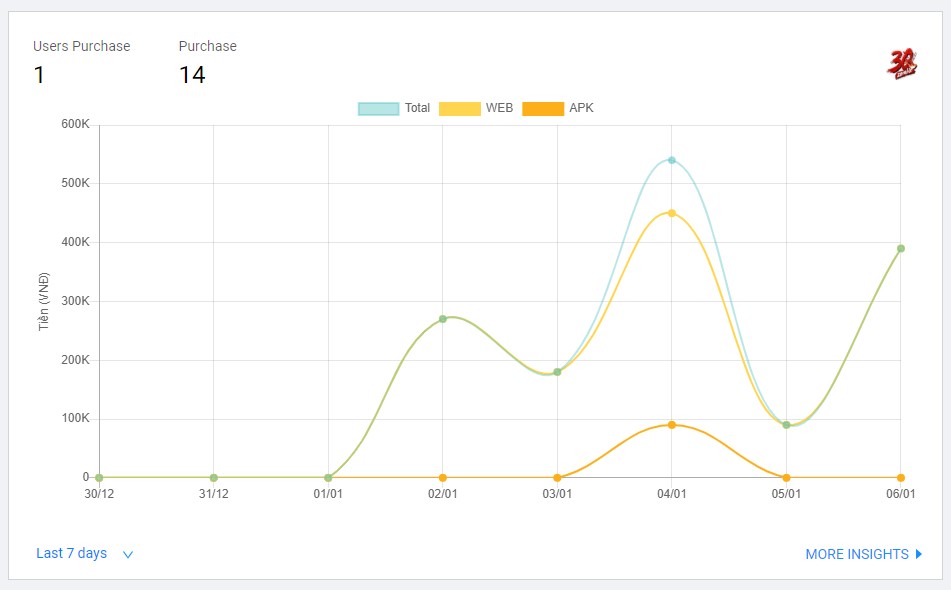 Users Purchase Purchase
1 14
Total WEB APK
600K
500K
400K
300K
200K
100K
0
Tiền (VNĐ)
30/12 31/12 01/01 02/01 03/01 04/01 05/01 06/01
Last 7 days MORE INSIGHTS